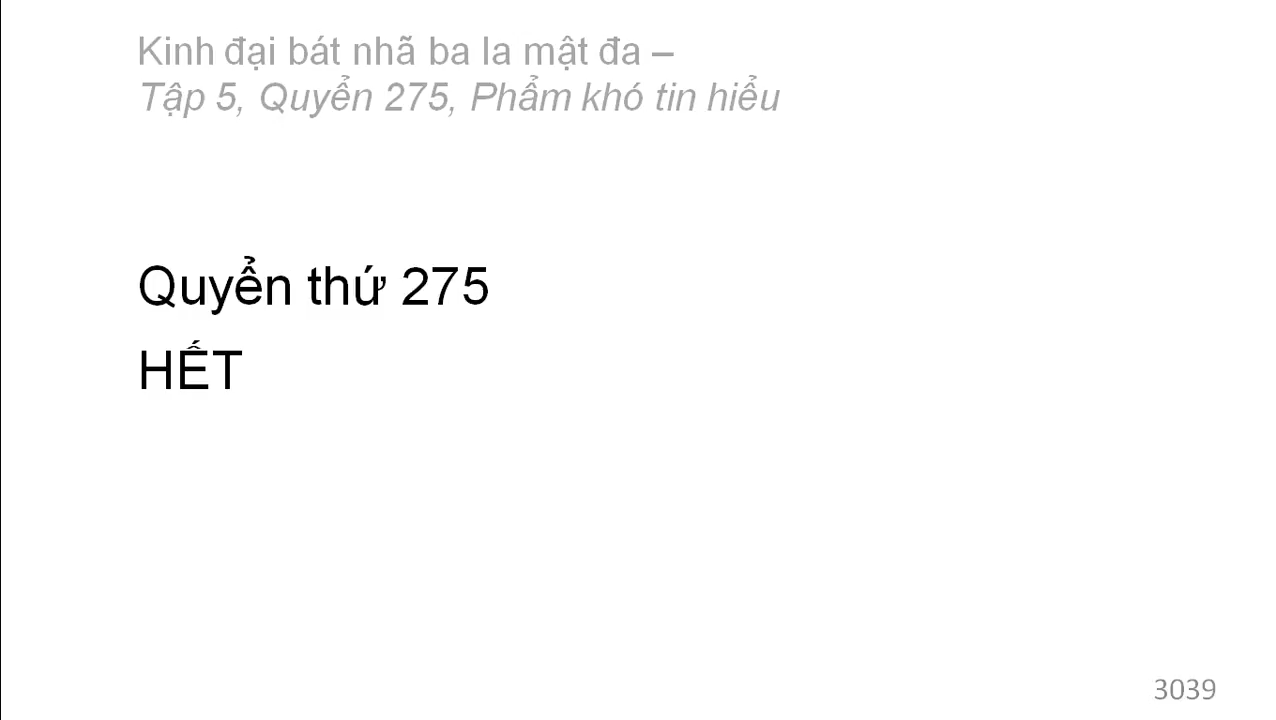 Kinh đại bát nhã ba la mật đa –
Tập 5, Quyển 275, Phẩm khó tin hiểu
Quyển thứ 275
HẾT
3039